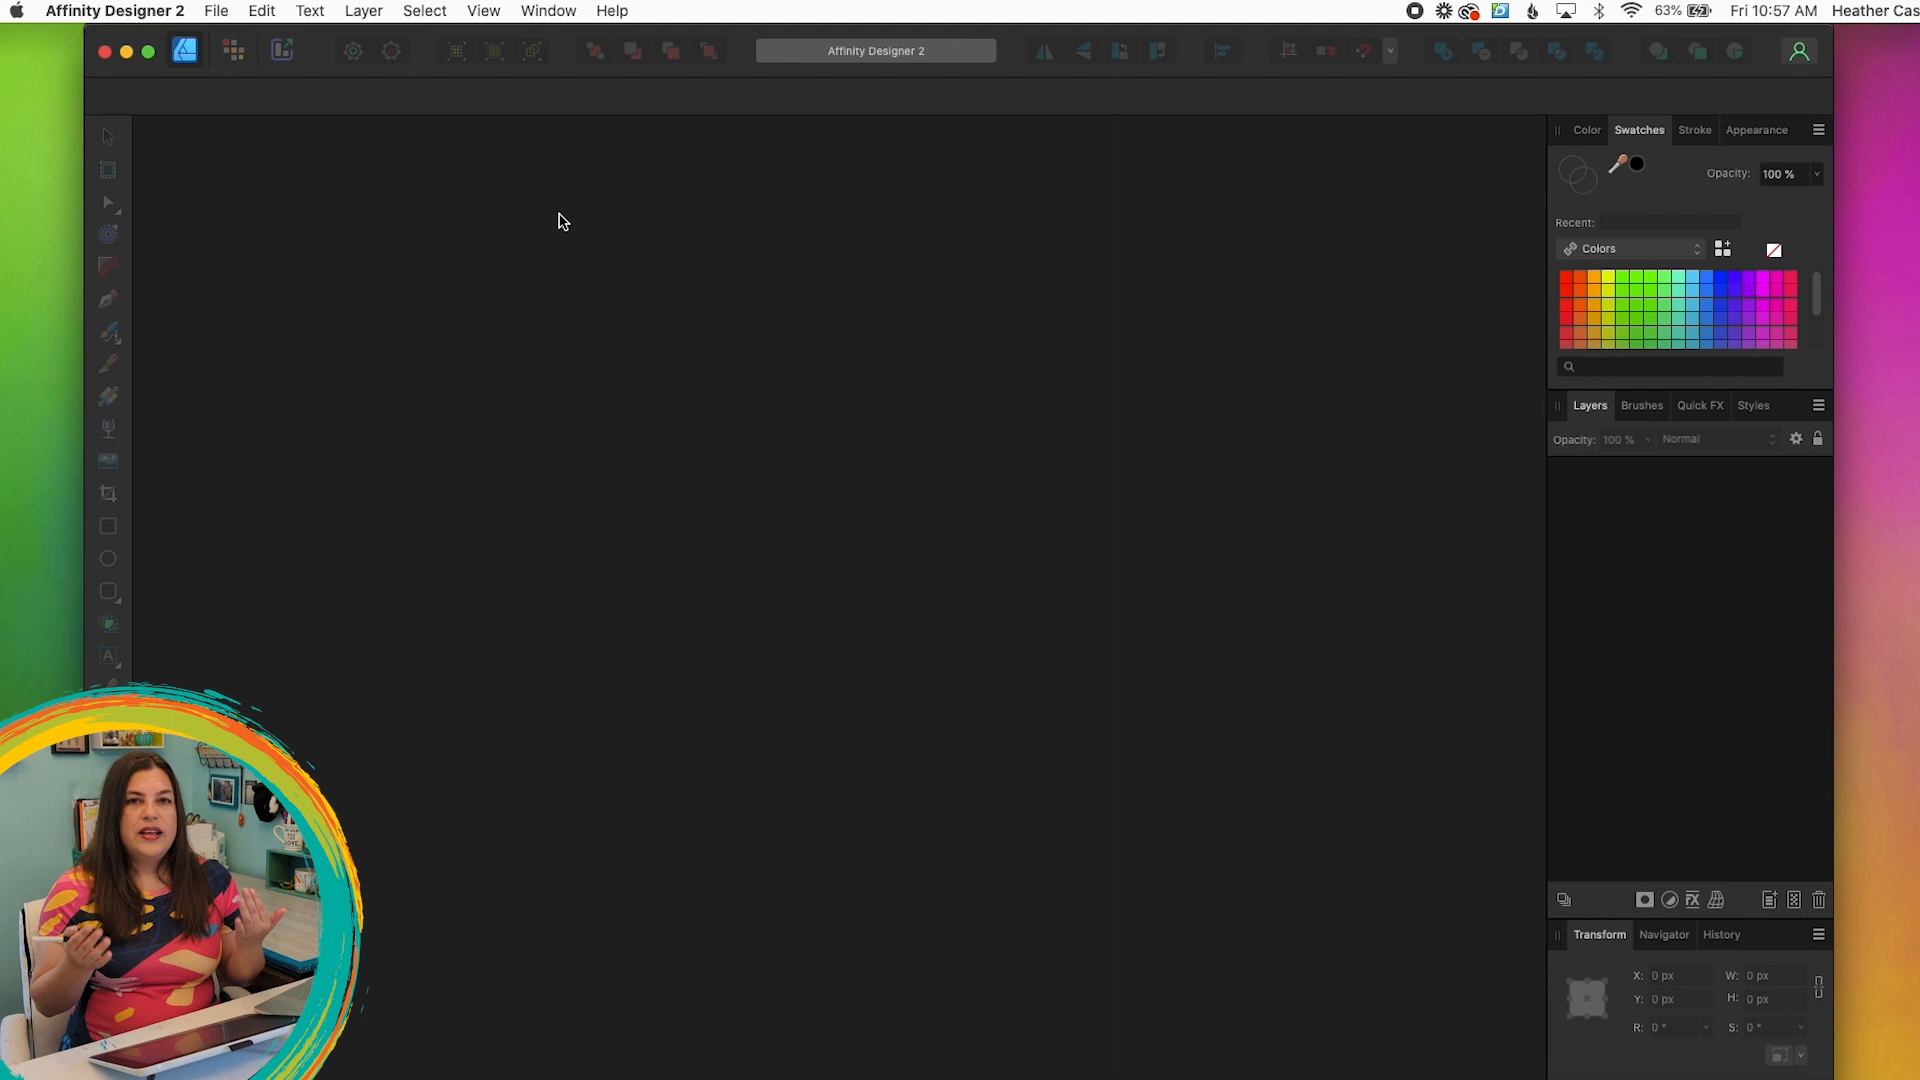 Affinity Designer 2 File Edit Text Layer Select View Window Help 63% Fri 10:57 AM Heather Cas
Affinity Designer 2
Color Swatches Stroke Appearance
Opacity: 100 %
Recent:
Colors
Layers Brushes Quick FX Styles
Opacity: 100 % Normal
FX
Transform Navigator History
X: 0 px W: 0 px
Y: 0 px H: 0 px
R: 0 ° S: 0 °
A